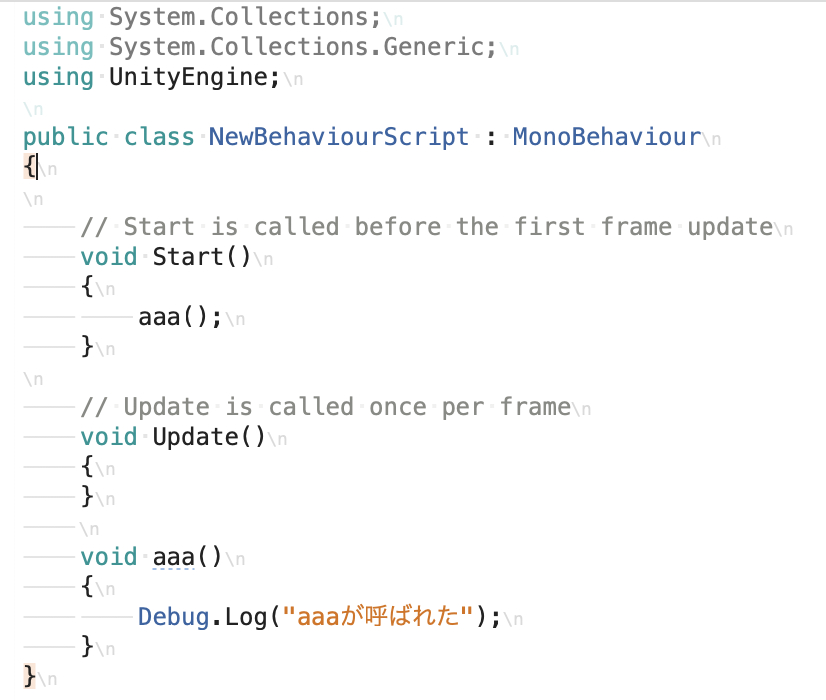 using System.Collections;\n
using System.Collections.Generic;\n
using UnityEngine;\n
\n
public class NewBehaviourScript : MonoBehaviour\n
{\n
\n
// Start is called before the first frame update\n
void Start()\n
{\n
aaa();\n
}\n
\n
// Update is called once per frame\n
void Update()\n
{\n
}\n
\n
void aaa()\n
{\n
Debug.Log("aaaが呼ばれた");\n
}\n
}\n